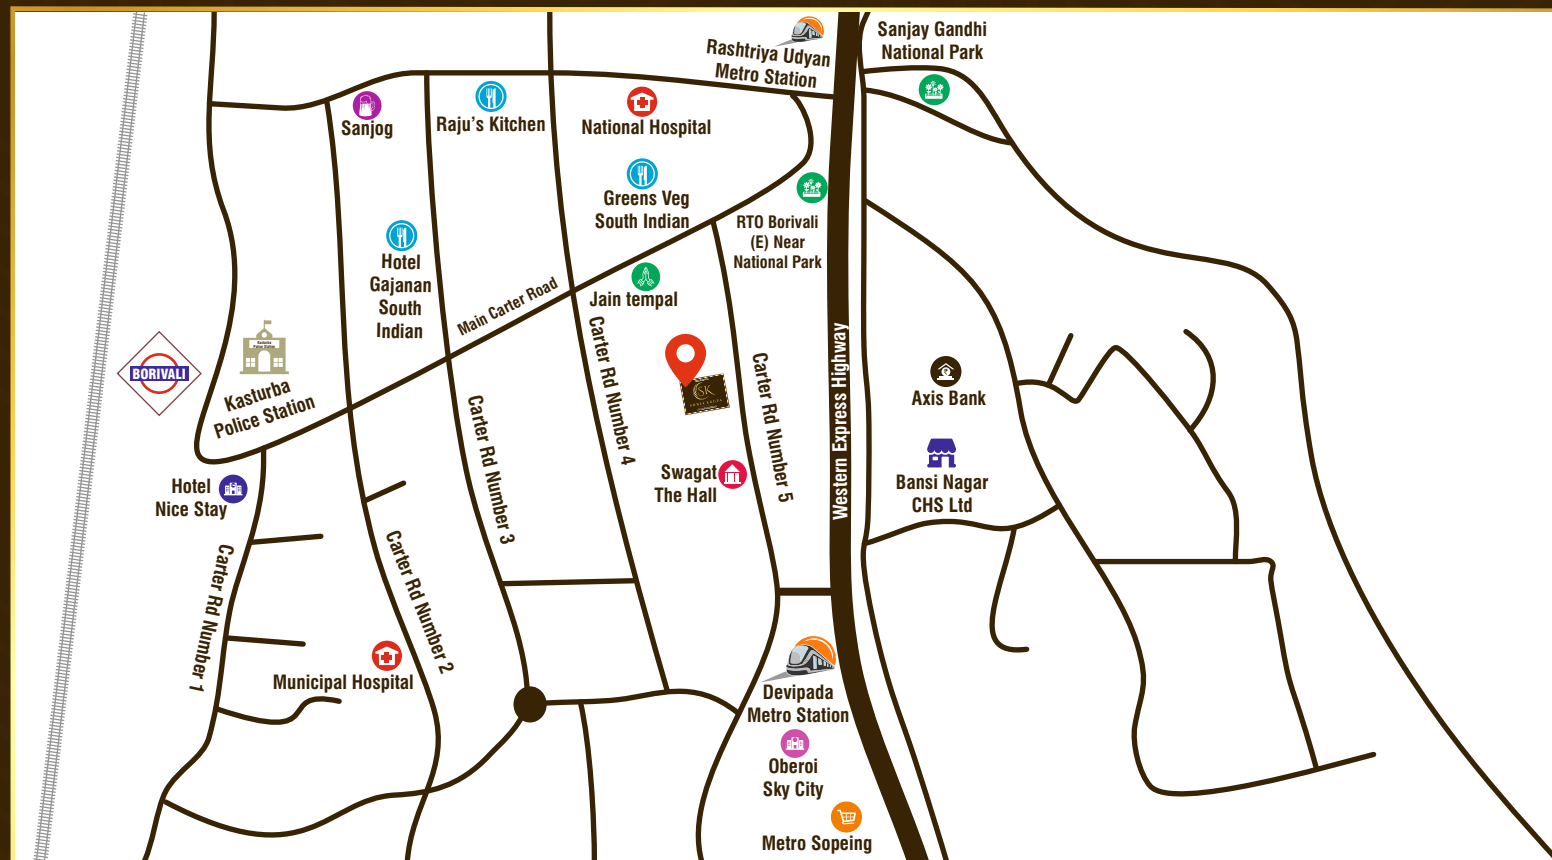 Rashtriya Udyan
Metro Station
Sanjay Gandhi
National Park
Sanjog
Raju's Kitchen
National Hospital
Greens Veg
South Indian
RTO Borivali
(E) Near
National Park
Hotel
Gajanan
South
Indian
Main Carter Road
Jain tempal
BORIVALI
Kasturba
Police Station
Kasturba
Police Station
SK
Carter Rd Number 4
Carter Rd Number 5
Western Express Highway
Axis Bank
Carter Rd Number 3
Swagat
The Hall
Bansi Nagar
CHS Ltd
Hotel
Nice Stay
Carter Rd Number 1
Carter Rd Number 2
Municipal Hospital
Devipada
Metro Station
Oberoi
Sky City
Metro Sopeing